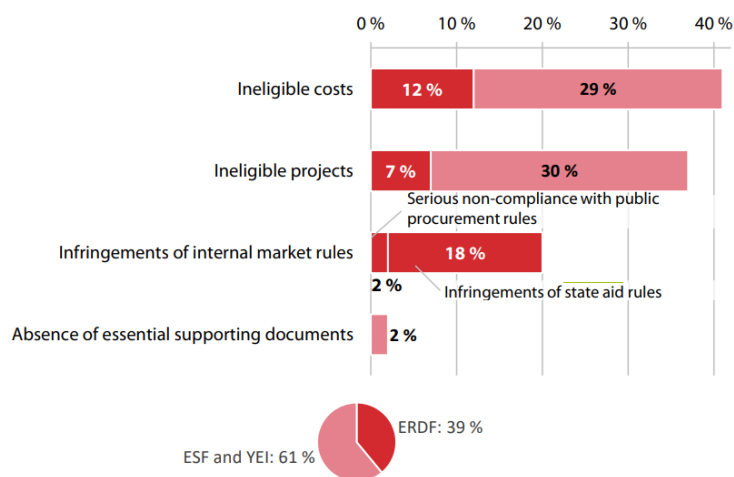 0 % 10 % 20 % 30 % 40 %
Ineligible costs 12 % 29 %
Ineligible projects 7 % 30 %
Serious non-compliance with public
procurement rules
Infringements of internal market rules 18 %
2 %
Infringements of state aid rules
Absence of essential supporting documents 2 %
ERDF: 39 %
ESF and YEI: 61 %